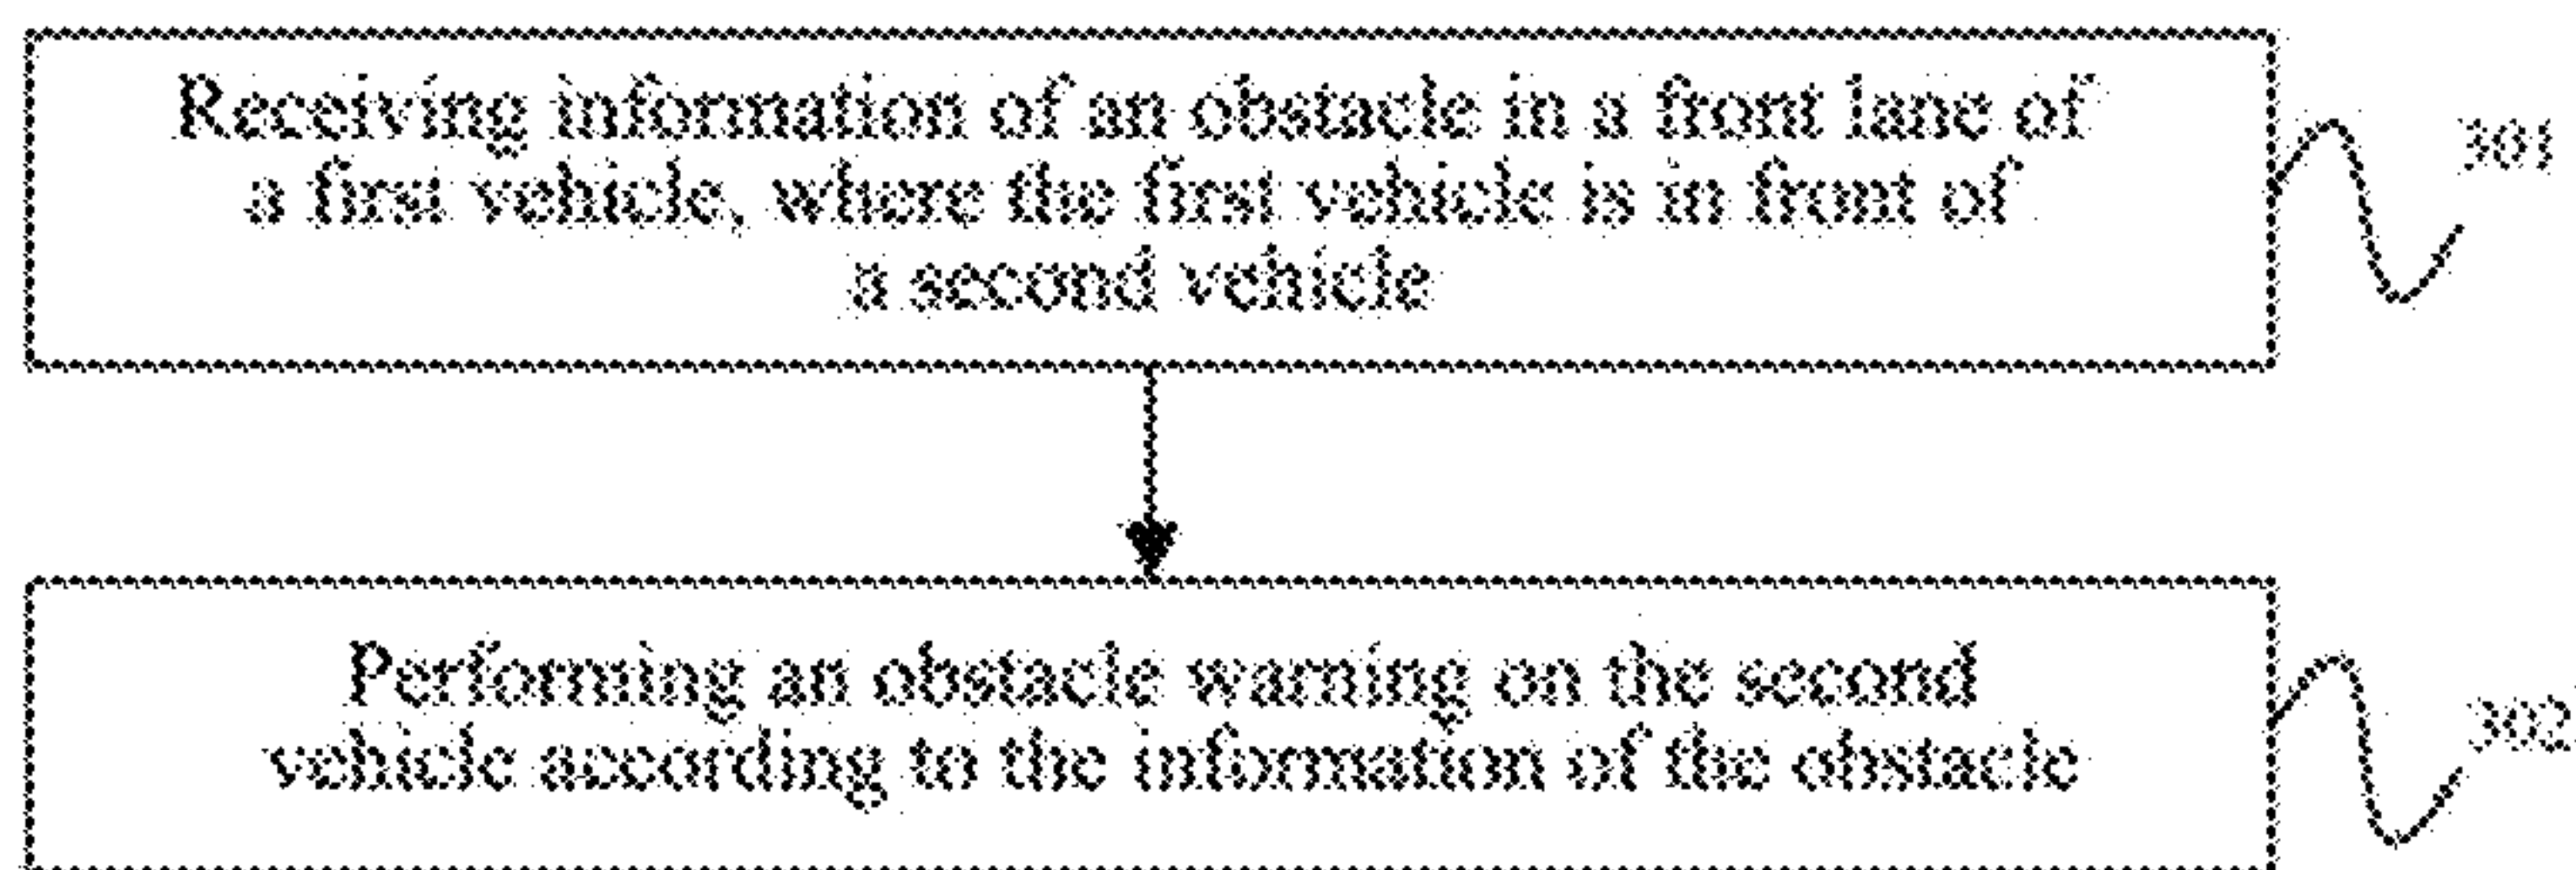 Receiving information of an obstacle in a front lane of
a first vehicle, where the first vehicle is in front of
a second vehicle
301
Performing an obstacle warning on the second
vehicle according to the information of the obstacle
302